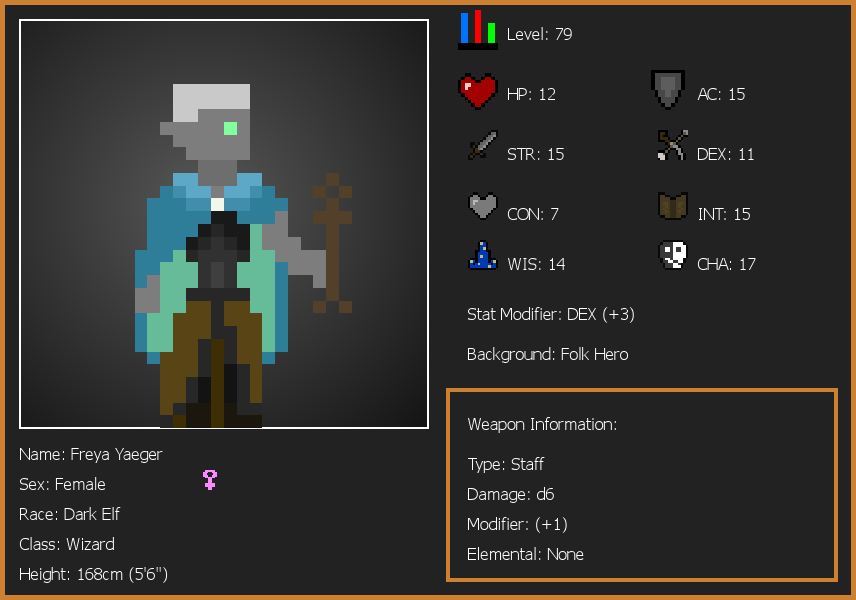 Level: 79
HP: 12
AC: 15
STR: 15
DEX: 11
CON: 7
INT: 15
WIS: 14
CHA: 17
Stat Modifier: DEX (+3)
Background: Folk Hero
Weapon Information:
Type: Staff
Damage: d6
Modifier: (+1)
Elemental: None
Name: Freya Yaeger
Sex: Female
Race: Dark Elf
Class: Wizard
Height: 168cm (5'6")